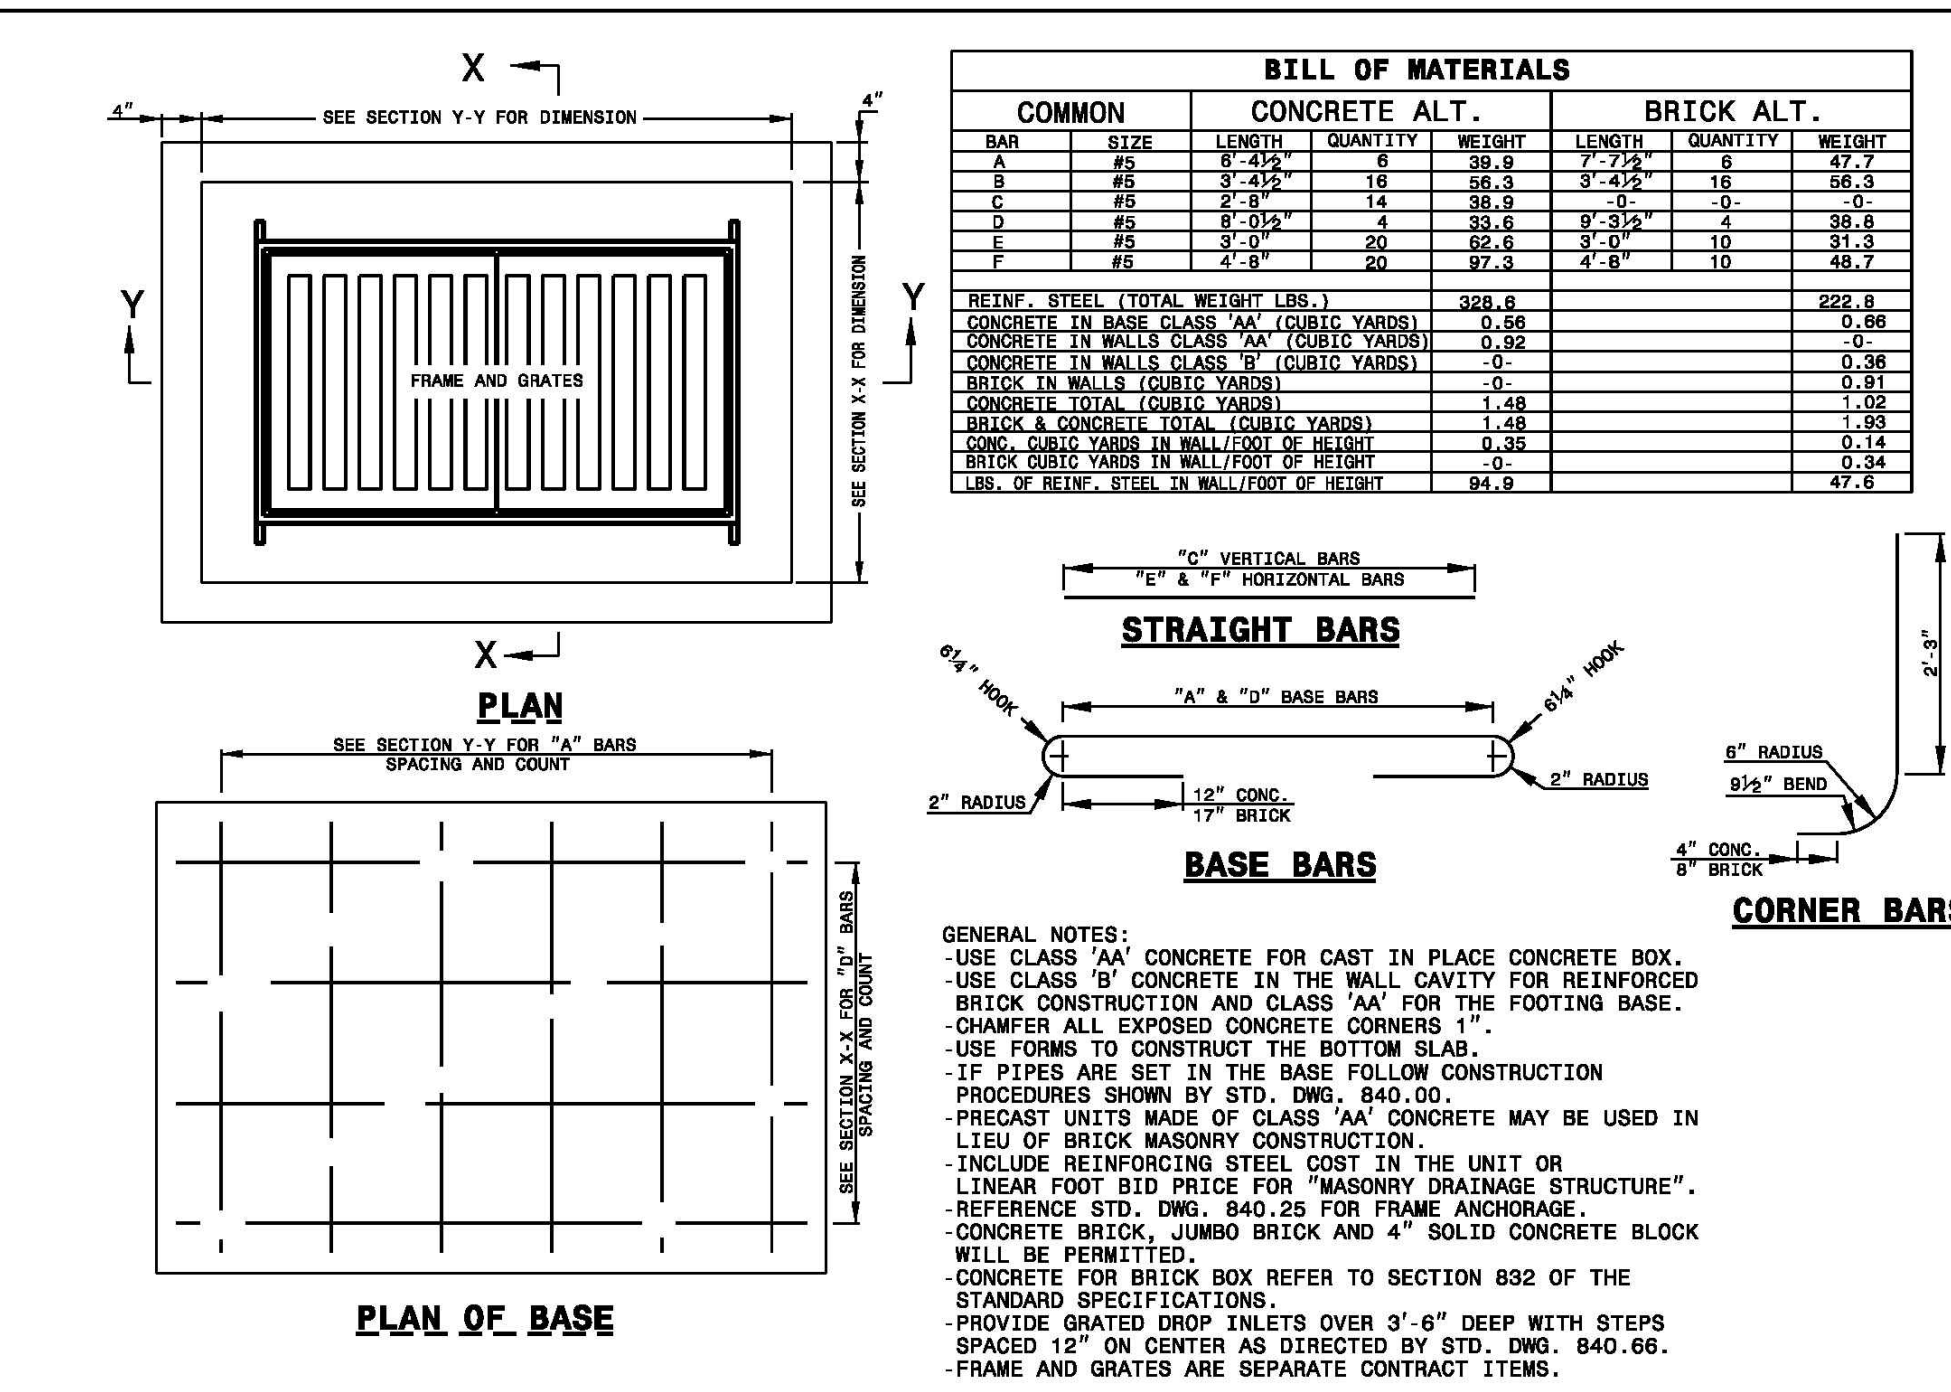 X
4"
SEE SECTION Y-Y FOR DIMENSION
4"
Y
Y
FRAME AND GRATES
SEE SECTION X-X FOR DIMENSION
X
PLAN
SEE SECTION Y-Y FOR "A" BARS
SPACING AND COUNT
SEE SECTION X-X FOR "D" BARS
SPACING AND COUNT
PLAN OF BASE
BILL OF MATERIALS
COMMON CONCRETE ALT. BRICK ALT.
BAR SIZE LENGTH QUANTITY WEIGHT LENGTH QUANTITY WEIGHT
A #5 6'-4½" 6 39.9 7'-7½" 6 47.7
B #5 3'-4½" 16 56.3 3'-4½" 16 56.3
C #5 2'-8" 14 38.9 -0- -0- -0-
D #5 8'-0½" 4 33.6 9'-3½" 4 38.8
E #5 3'-0" 20 62.6 3'-0" 10 31.3
F #5 4'-8" 20 97.3 4'-8" 10 48.7
REINF. STEEL (TOTAL WEIGHT LBS.) 328.6 222.8
CONCRETE IN BASE CLASS 'AA' (CUBIC YARDS) 0.56 0.66
CONCRETE IN WALLS CLASS 'AA' (CUBIC YARDS) 0.92 -0-
CONCRETE IN WALLS CLASS 'B' (CUBIC YARDS) -0- 0.36
BRICK IN WALLS (CUBIC YARDS) -0- 0.91
CONCRETE TOTAL (CUBIC YARDS) 1.48 1.02
BRICK & CONCRETE TOTAL (CUBIC YARDS) 1.48 1.93
CONC. CUBIC YARDS IN WALL/FOOT OF HEIGHT 0.35 0.14
BRICK CUBIC YARDS IN WALL/FOOT OF HEIGHT -0- 0.34
LBS. OF REINF. STEEL IN WALL/FOOT OF HEIGHT 94.9 47.6
"C" VERTICAL BARS
"E" & "F" HORIZONTAL BARS
STRAIGHT BARS
6¼" HOOK
"A" & "D" BASE BARS
6¼" HOOK
2" RADIUS
12" CONC.
17" BRICK
2" RADIUS
BASE BARS
2'-3"
6" RADIUS
9½" BEND
4" CONC.
8" BRICK
CORNER BARS
GENERAL NOTES:
-USE CLASS 'AA' CONCRETE FOR CAST IN PLACE CONCRETE BOX.
-USE CLASS 'B' CONCRETE IN THE WALL CAVITY FOR REINFORCED
BRICK CONSTRUCTION AND CLASS 'AA' FOR THE FOOTING BASE.
-CHAMFER ALL EXPOSED CONCRETE CORNERS 1".
-USE FORMS TO CONSTRUCT THE BOTTOM SLAB.
-IF PIPES ARE SET IN THE BASE FOLLOW CONSTRUCTION
PROCEDURES SHOWN BY STD. DWG. 840.00.
-PRECAST UNITS MADE OF CLASS 'AA' CONCRETE MAY BE USED IN
LIEU OF BRICK MASONRY CONSTRUCTION.
-INCLUDE REINFORCING STEEL COST IN THE UNIT OR
LINEAR FOOT BID PRICE FOR "MASONRY DRAINAGE STRUCTURE".
-REFERENCE STD. DWG. 840.25 FOR FRAME ANCHORAGE.
-CONCRETE BRICK, JUMBO BRICK AND 4" SOLID CONCRETE BLOCK
WILL BE PERMITTED.
-CONCRETE FOR BRICK BOX REFER TO SECTION 832 OF THE
STANDARD SPECIFICATIONS.
-PROVIDE GRATED DROP INLETS OVER 3'-6" DEEP WITH STEPS
SPACED 12" ON CENTER AS DIRECTED BY STD. DWG. 840.66.
-FRAME AND GRATES ARE SEPARATE CONTRACT ITEMS.